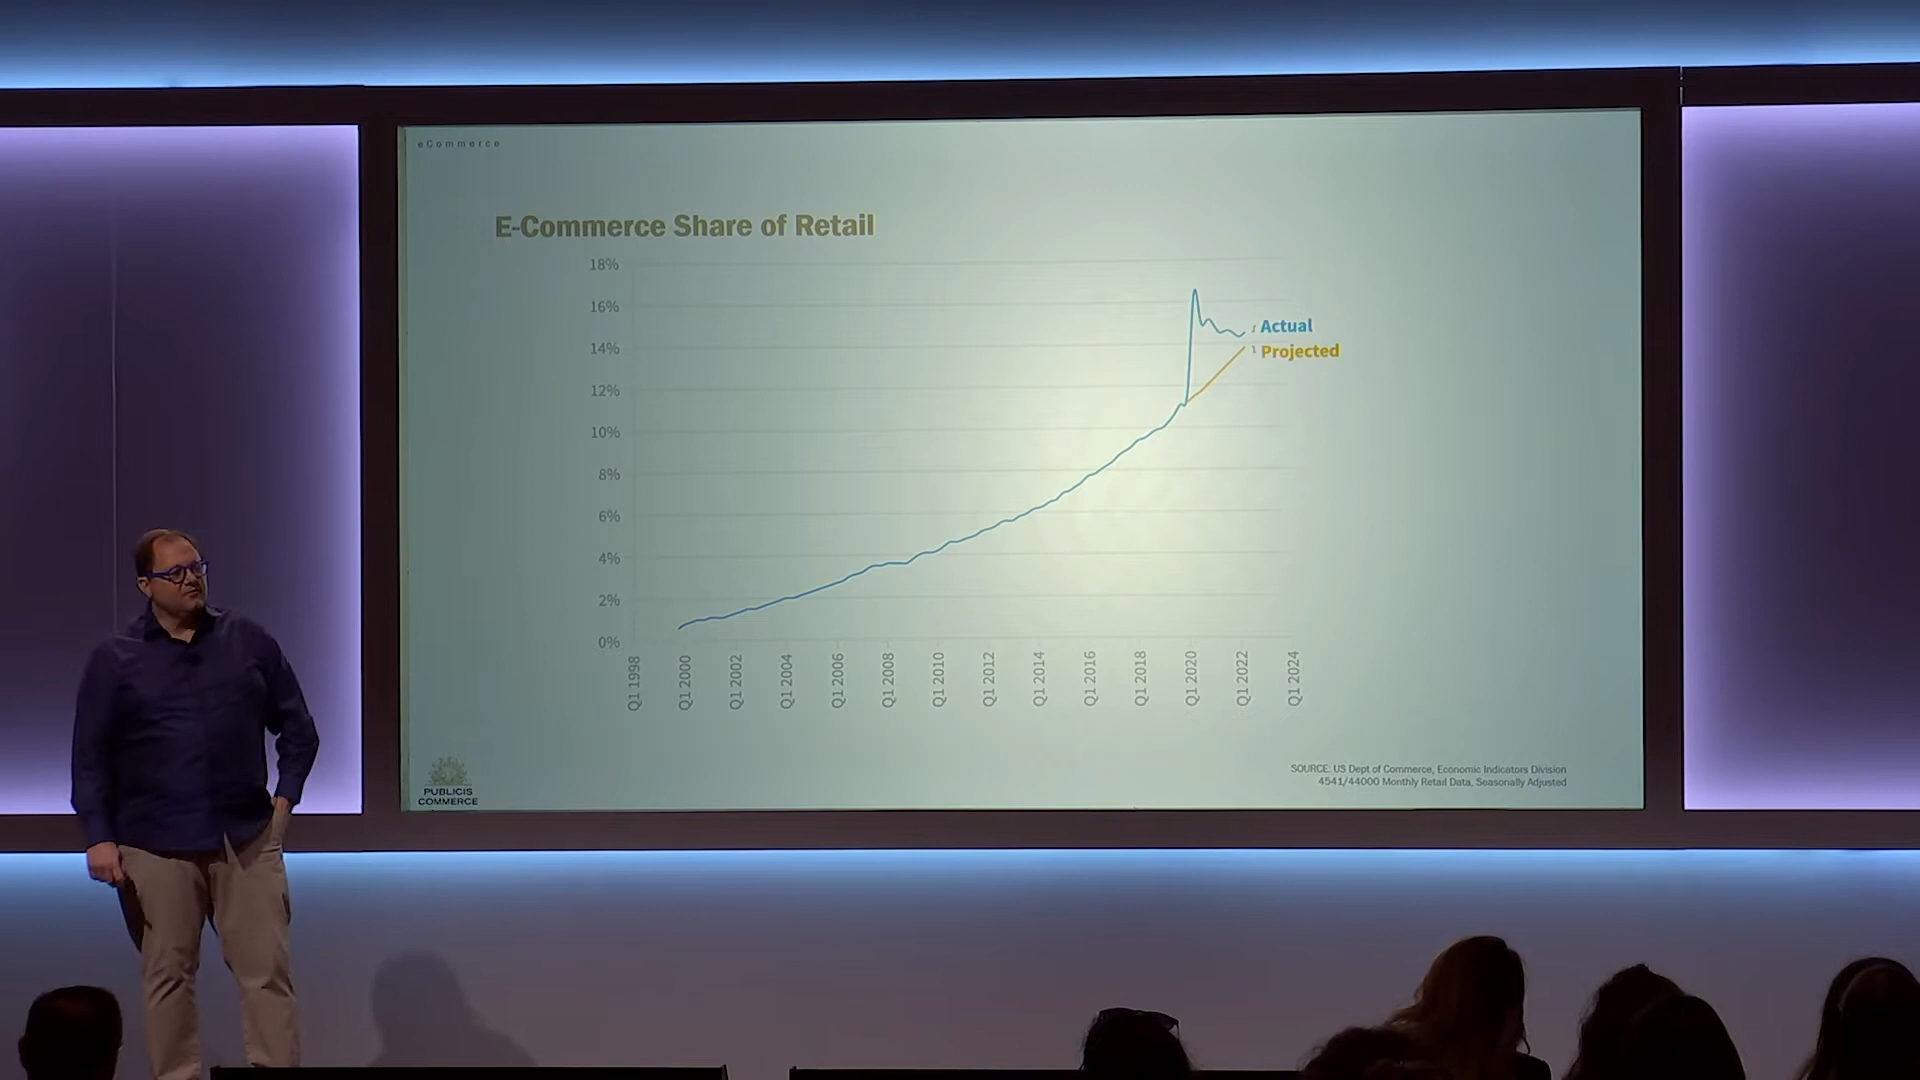 eCommerce
E-Commerce Share of Retail
18%
16%
14%
12%
10%
8%
6%
4%
2%
0%
Actual
Projected
Q1 1998
Q1 2000
Q1 2002
Q1 2004
Q1 2006
Q1 2008
Q1 2010
Q1 2012
Q1 2014
Q1 2016
Q1 2018
Q1 2020
Q1 2022
Q1 2024
PUBLICIS
COMMERCE
SOURCE: US Dept of Commerce, Economic Indicators Division
4541/44000 Monthly Retail Data, Seasonally Adjusted